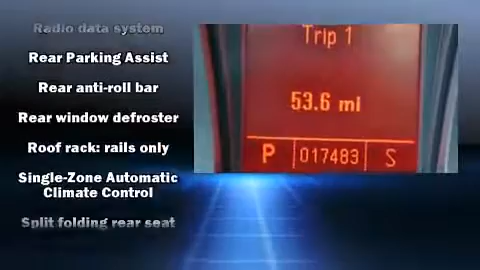 Radio data system
Rear Parking Assist
Rear anti-roll bar
Rear window defroster
Roof rack: rails only
Single-Zone Automatic
Climate Control
Split folding rear seat
Trip 1
53.6 mi
P 017483 S